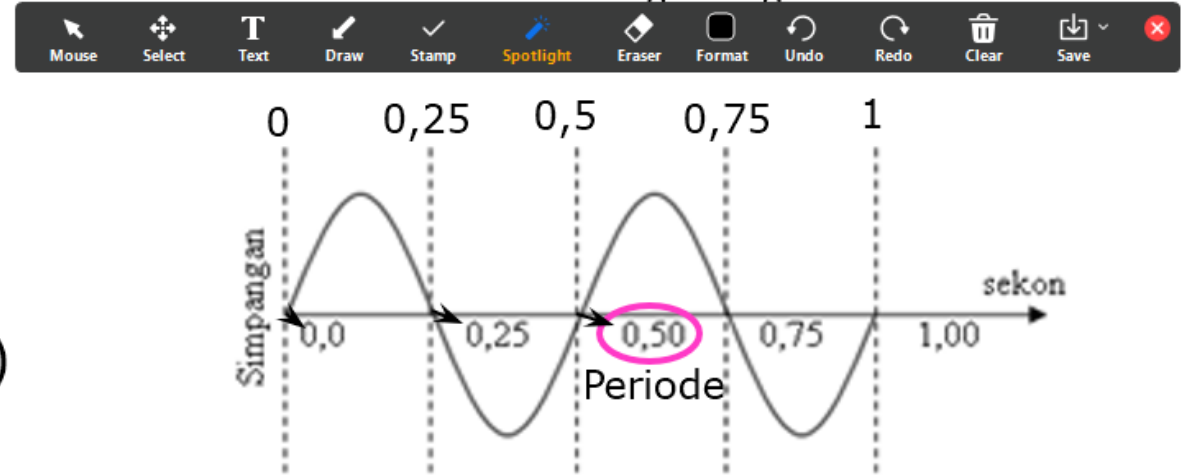 Mouse Select Text Draw Stamp Spotlight Eraser Format Undo Redo Clear Save
0 0,25 0,5 0,75 1
Simpangan
sekon
0,0 0,25 0,50 0,75 1,00
Periode